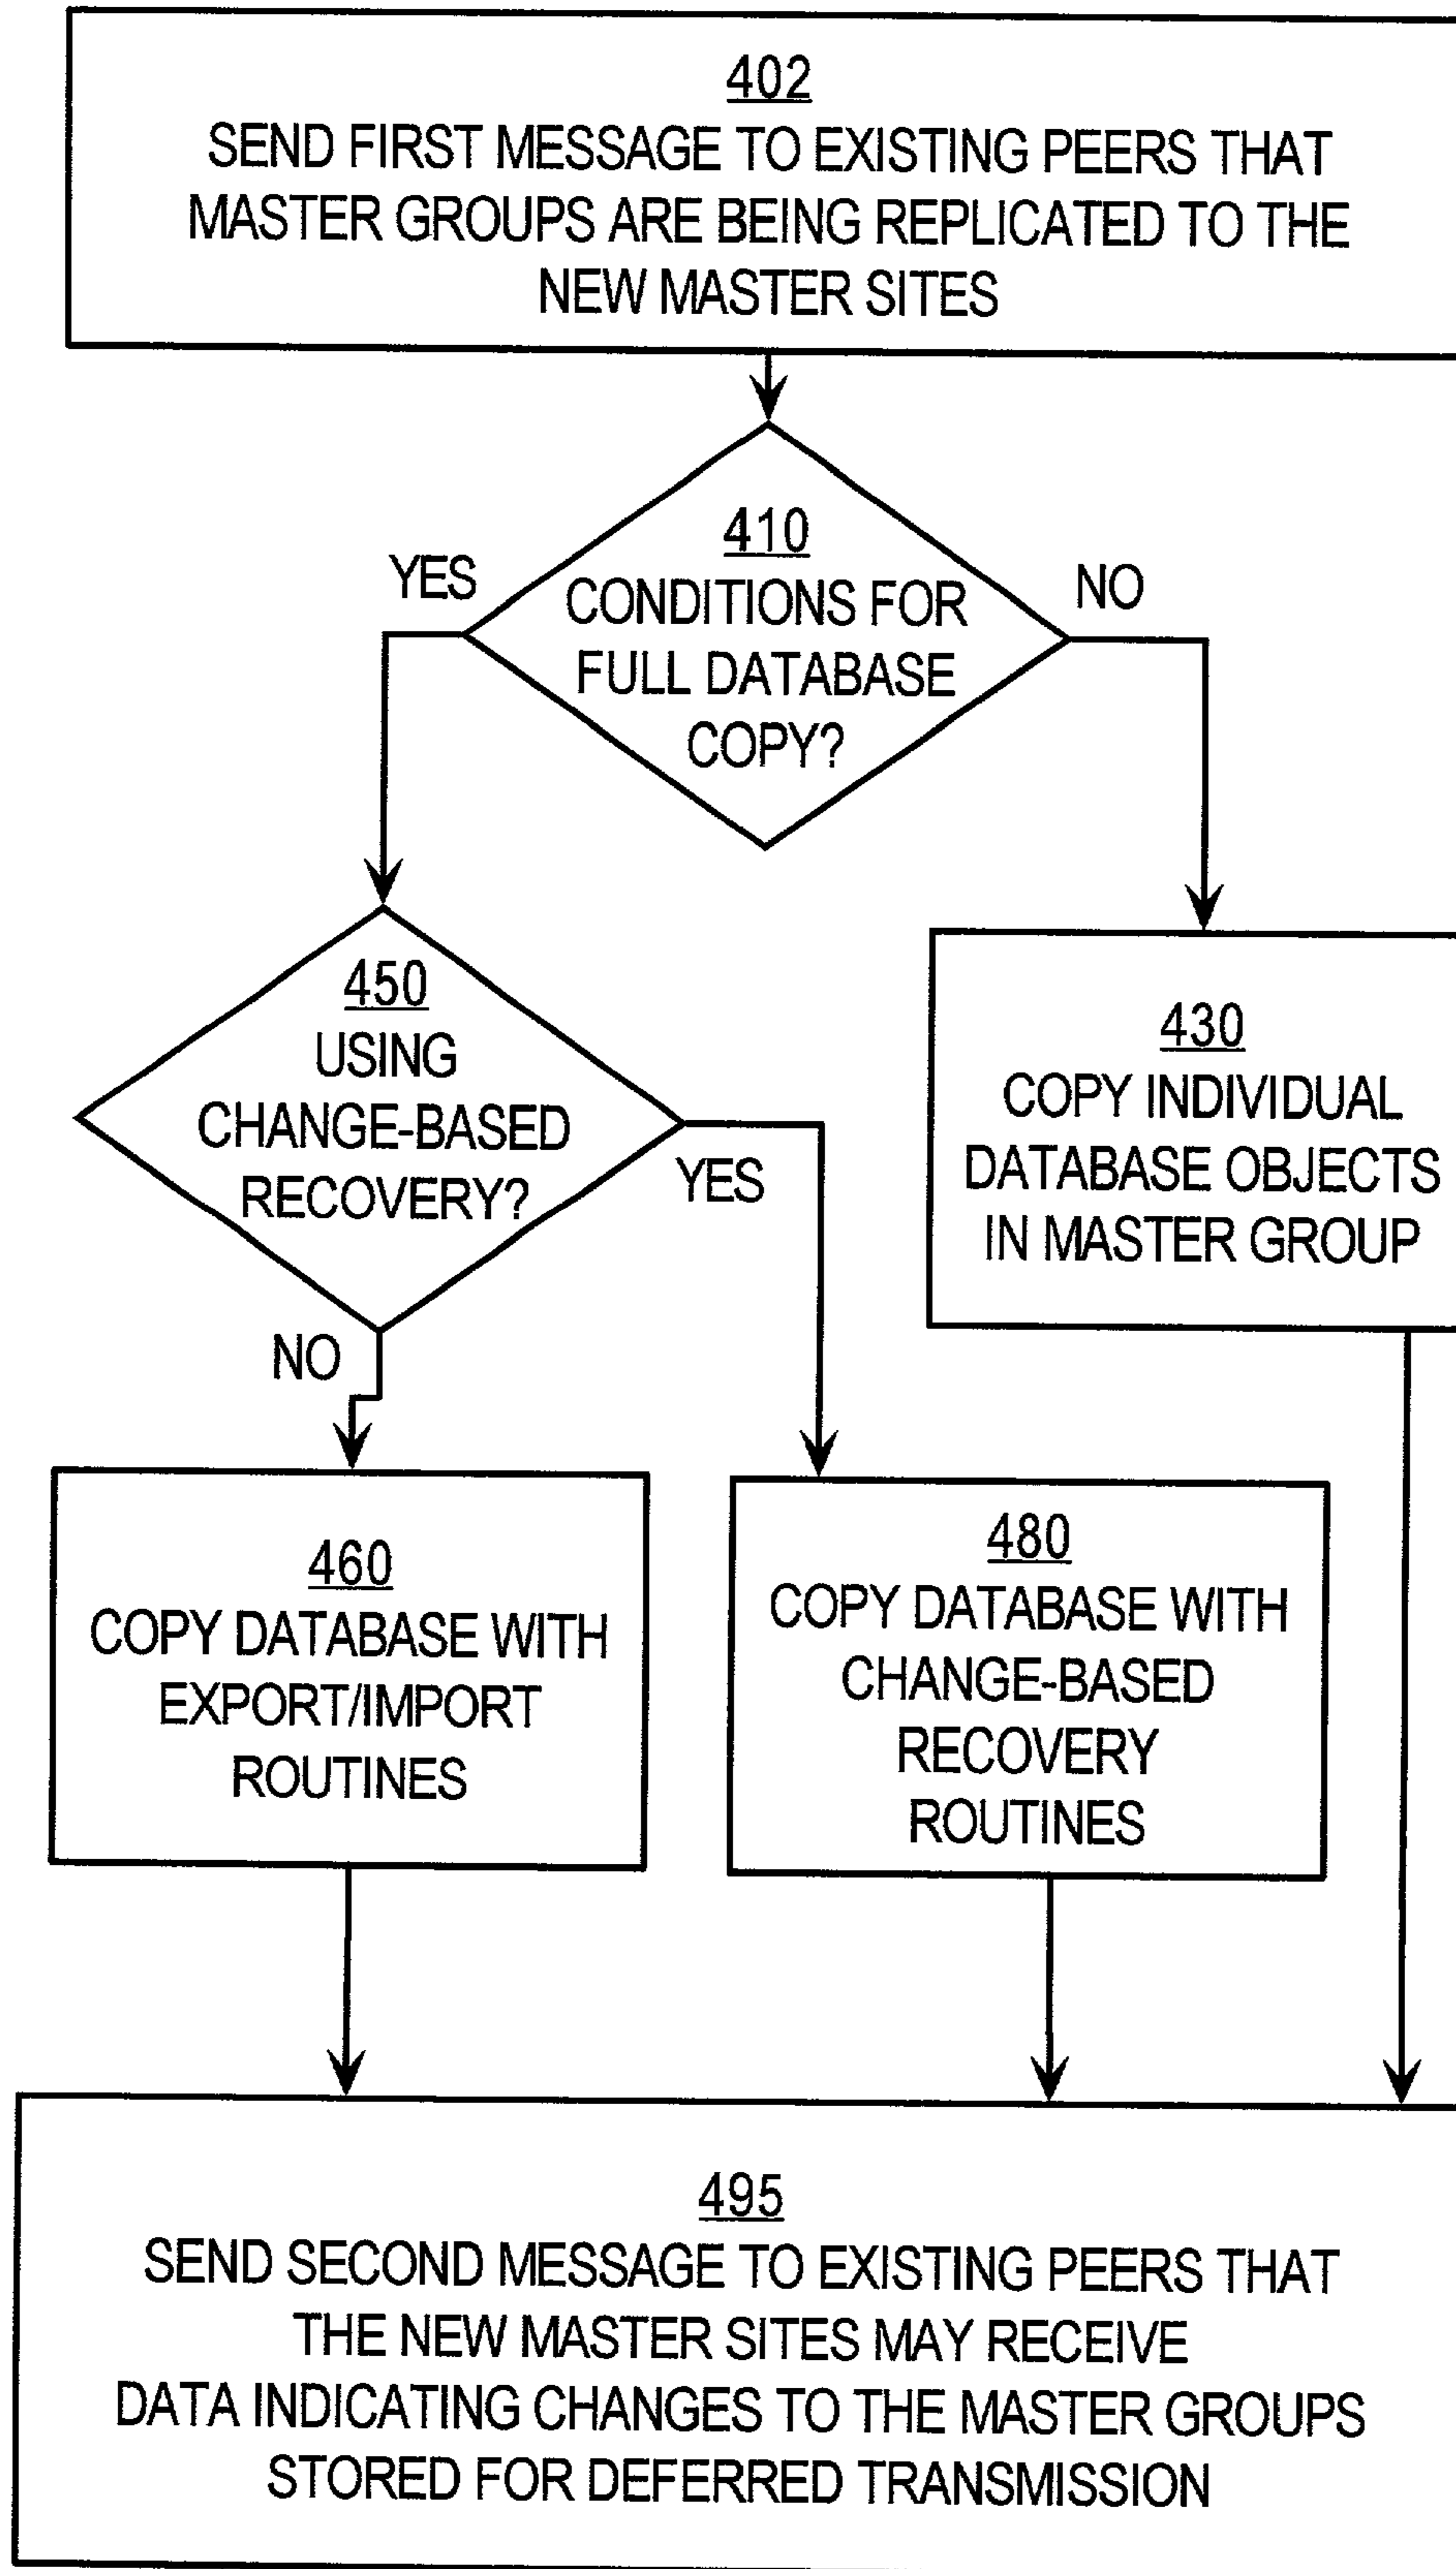 402
SEND FIRST MESSAGE TO EXISTING PEERS THAT
MASTER GROUPS ARE BEING REPLICATED TO THE
NEW MASTER SITES
410
CONDITIONS FOR
FULL DATABASE
COPY?
YES
NO
450
USING
CHANGE-BASED
RECOVERY?
YES
NO
430
COPY INDIVIDUAL
DATABASE OBJECTS
IN MASTER GROUP
460
COPY DATABASE WITH
EXPORT/IMPORT
ROUTINES
480
COPY DATABASE WITH
CHANGE-BASED
RECOVERY
ROUTINES
495
SEND SECOND MESSAGE TO EXISTING PEERS THAT
THE NEW MASTER SITES MAY RECEIVE
DATA INDICATING CHANGES TO THE MASTER GROUPS
STORED FOR DEFERRED TRANSMISSION